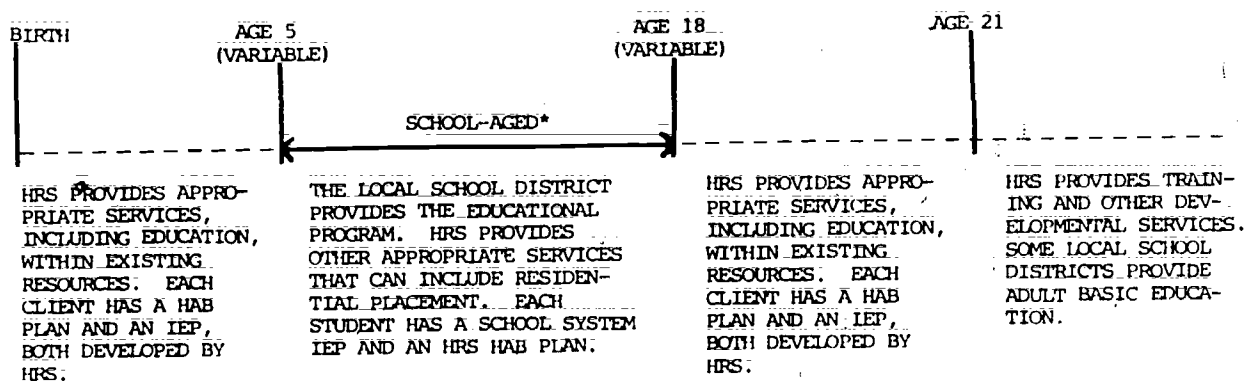 BIRTH
AGE 5
(VARIABLE)
AGE 18
(VARIABLE)
AGE 21
SCHOOL-AGED*
HRS PROVIDES APPRO-
PRIATE SERVICES,
INCLUDING EDUCATION,
WITHIN EXISTING
RESOURCES. EACH
CLIENT HAS A HAB
PLAN AND AN IEP,
BOTH DEVELOPED BY
HRS.
THE LOCAL SCHOOL DISTRICT
PROVIDES THE EDUCATIONAL
PROGRAM. HRS PROVIDES
OTHER APPROPRIATE SERVICES
THAT CAN INCLUDE RESIDEN-
TIAL PLACEMENT. EACH
STUDENT HAS A SCHOOL SYSTEM
IEP AND AN HRS HAB PLAN.
HRS PROVIDES APPRO-
PRIATE SERVICES,
INCLUDING EDUCATION,
WITHIN EXISTING
RESOURCES. EACH
CLIENT HAS A HAB
PLAN AND AN IEP,
BOTH DEVELOPED BY
HRS.
HRS PROVIDES TRAIN-
ING AND OTHER DEV-
ELOPMENTAL SERVICES.
SOME LOCAL SCHOOL
DISTRICTS PROVIDE
ADULT BASIC EDUCA-
TION.